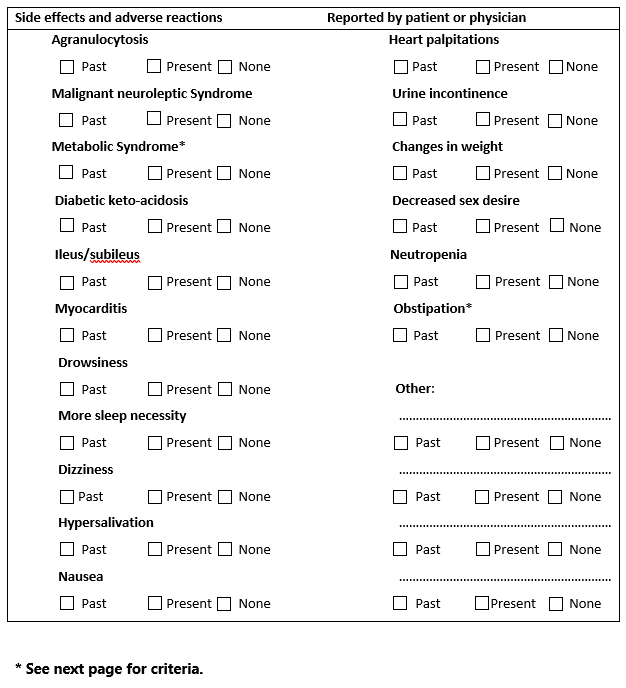 Side effects and adverse reactions Reported by patient or physician
Agranulocytosis Heart palpitations
Past Present None Past Present None
Malignant neuroleptic Syndrome Urine incontinence
Past Present None Past Present None
Metabolic Syndrome* Changes in weight
Past Present None Past Present None
Diabetic keto-acidosis Decreased sex desire
Past Present None Past Present None
Ileus/subileus Neutropenia
Past Present None Past Present None
Myocarditis Obstipation*
Past Present None Past Present None
Drowsiness
Past Present None Other:
More sleep necessity ..............................................................
Past Present None Past Present None
Dizziness ..............................................................
Past Present None Past Present None
Hypersalivation ..............................................................
Past Present None Past Present None
Nausea ..............................................................
Past Present None Past Present None
* See next page for criteria.